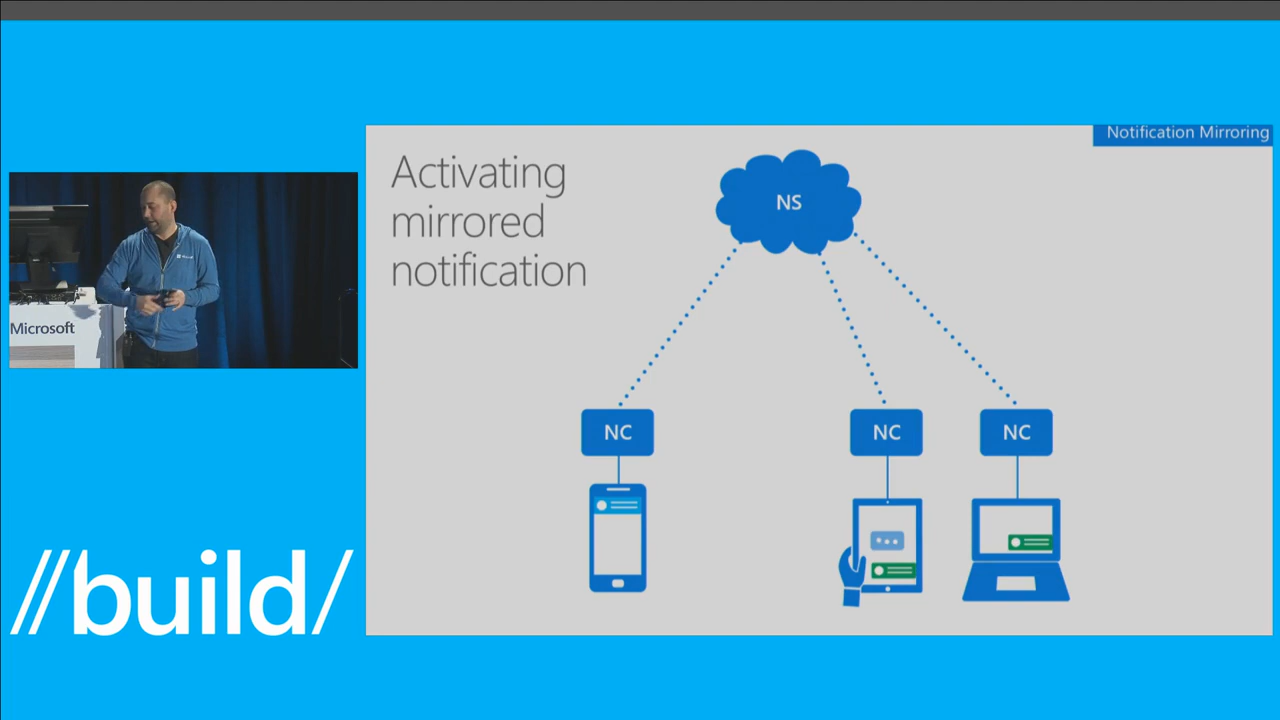 Notification Mirroring
Activating
mirrored
notification
NS
NC
NC
NC
Microsoft
//build/